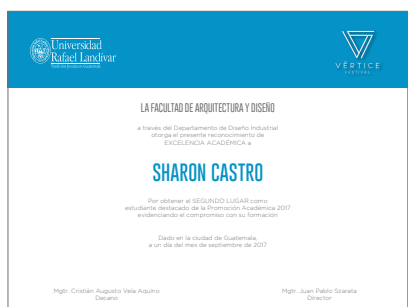 Universidad
Rafael Landívar
VÉRTICE
FESTIVAL
LA FACULTAD DE ARQUITECTURA Y DISEÑO
a través del Departamento de Diseño Industrial
otorga el presente reconocimiento de
EXCELENCIA ACADÉMICA a
SHARON CASTRO
Por obtener el SEGUNDO LUGAR como
estudiante destacado de la Promoción Académica 2017
evidenciando el compromiso con su formación
Dado en la ciudad de Guatemala,
a un día del mes de septiembre de 2017
Mgtr. Cristián Augusto Vela Aquino
Decano
Mgtr. Juan Pablo Szarata
Director